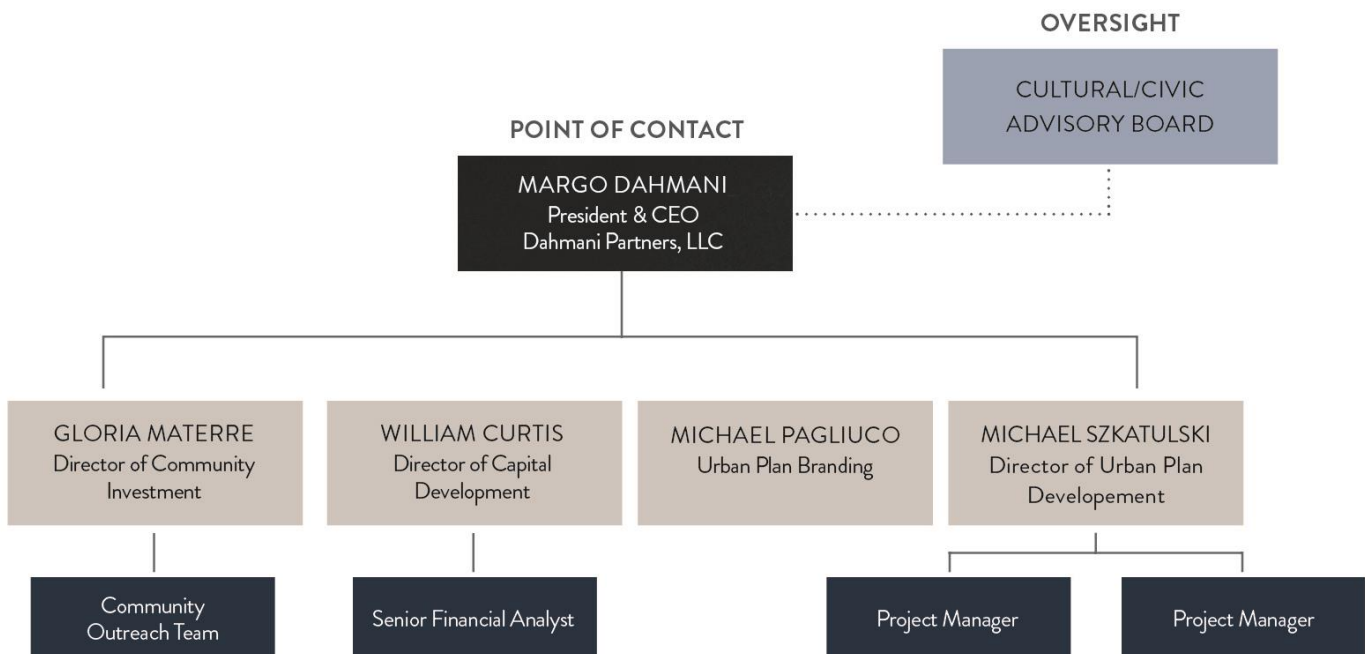 OVERSIGHT
CULTURAL/CIVIC
ADVISORY BOARD
POINT OF CONTACT
MARGO DAHMANI
President & CEO
Dahmani Partners, LLC
GLORIA MATERRE
Director of Community
Investment
WILLIAM CURTIS
Director of Capital
Development
MICHAEL PAGLIUCO
Urban Plan Branding
MICHAEL SZKATULSKI
Director of Urban Plan
Developement
Community
Outreach Team
Senior Financial Analyst
Project Manager
Project Manager